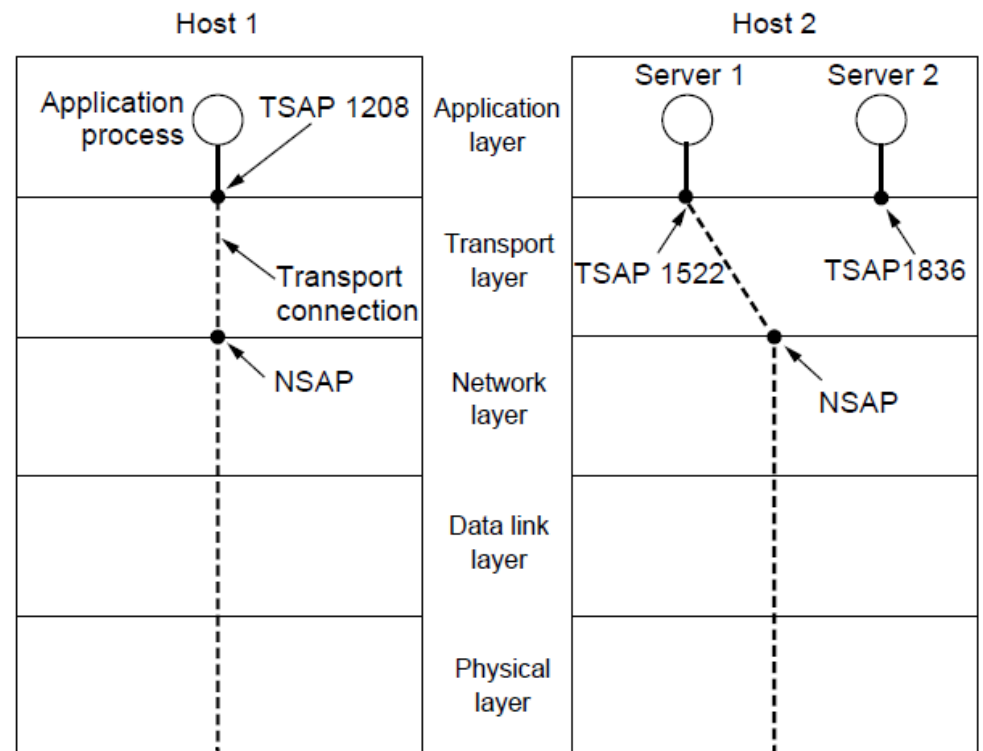 Host 1
Host 2
Application
process
TSAP 1208
Application
layer
Server 1
Server 2
Transport
layer
TSAP 1522
TSAP1836
Transport
connection
NSAP
Network
layer
NSAP
Data link
layer
Physical
layer